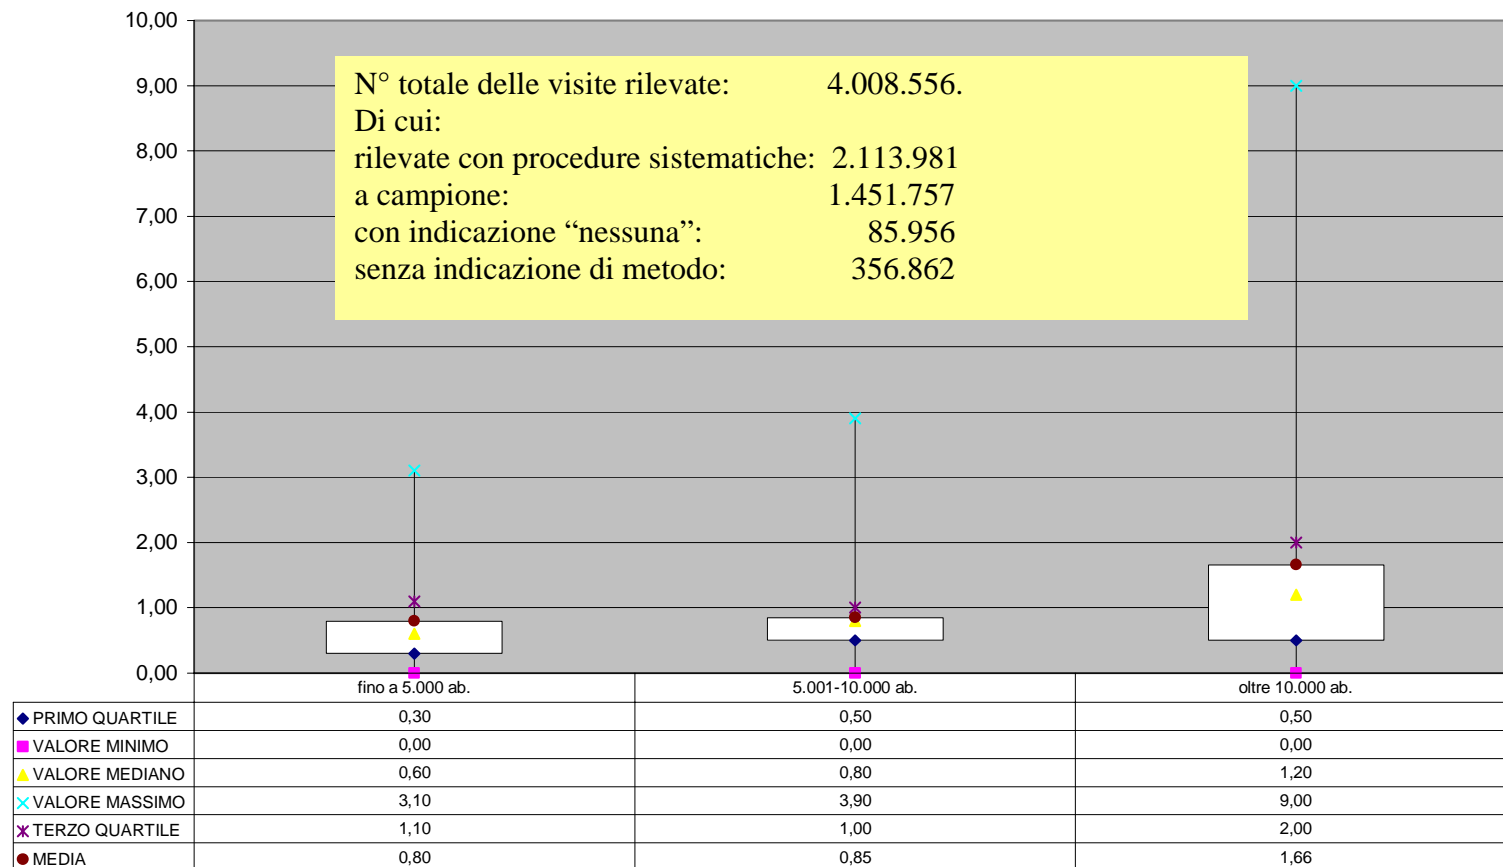 10,00
9,00
8,00
7,00
6,00
5,00
4,00
3,00
2,00
1,00
0,00
N° totale delle visite rilevate: 4.008.556.
Di cui:
rilevate con procedure sistematiche: 2.113.981
a campione: 1.451.757
con indicazione “nessuna”: 85.956
senza indicazione di metodo: 356.862
fino a 5.000 ab. 5.001-10.000 ab. oltre 10.000 ab.
PRIMO QUARTILE 0,30 0,50 0,50
VALORE MINIMO 0,00 0,00 0,00
VALORE MEDIANO 0,60 0,80 1,20
VALORE MASSIMO 3,10 3,90 9,00
TERZO QUARTILE 1,10 1,00 2,00
MEDIA 0,80 0,85 1,66